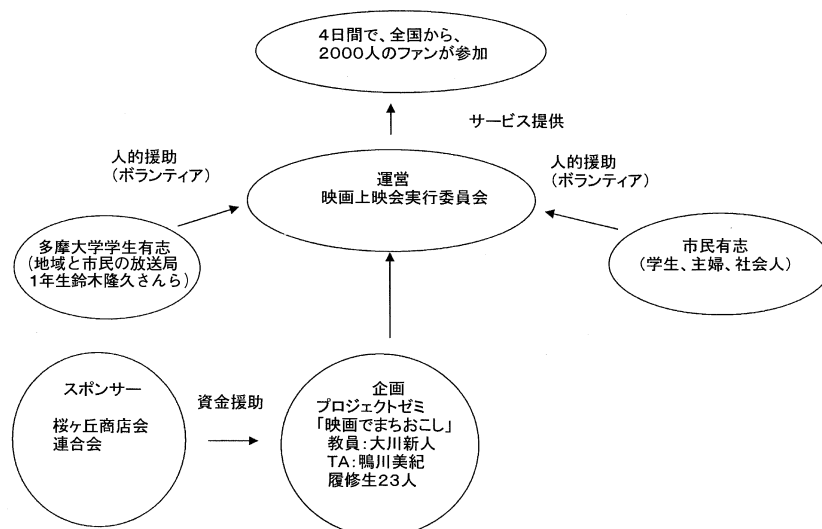 4日間で、全国から、
2000人のファンが参加
サービス提供
人的援助
(ボランティア)
運営
映画上映会実行委員会
人的援助
(ボランティア)
多摩大学学生有志
(地域と市民の放送局
1年生鈴木隆久さんら)
市民有志
(学生、主婦、社会人)
スポンサー
桜ヶ丘商店会
連合会
資金援助
企画
プロジェクトゼミ
「映画でまちおこし」
教員:大川新人
TA:鴨川美紀
履修生23人